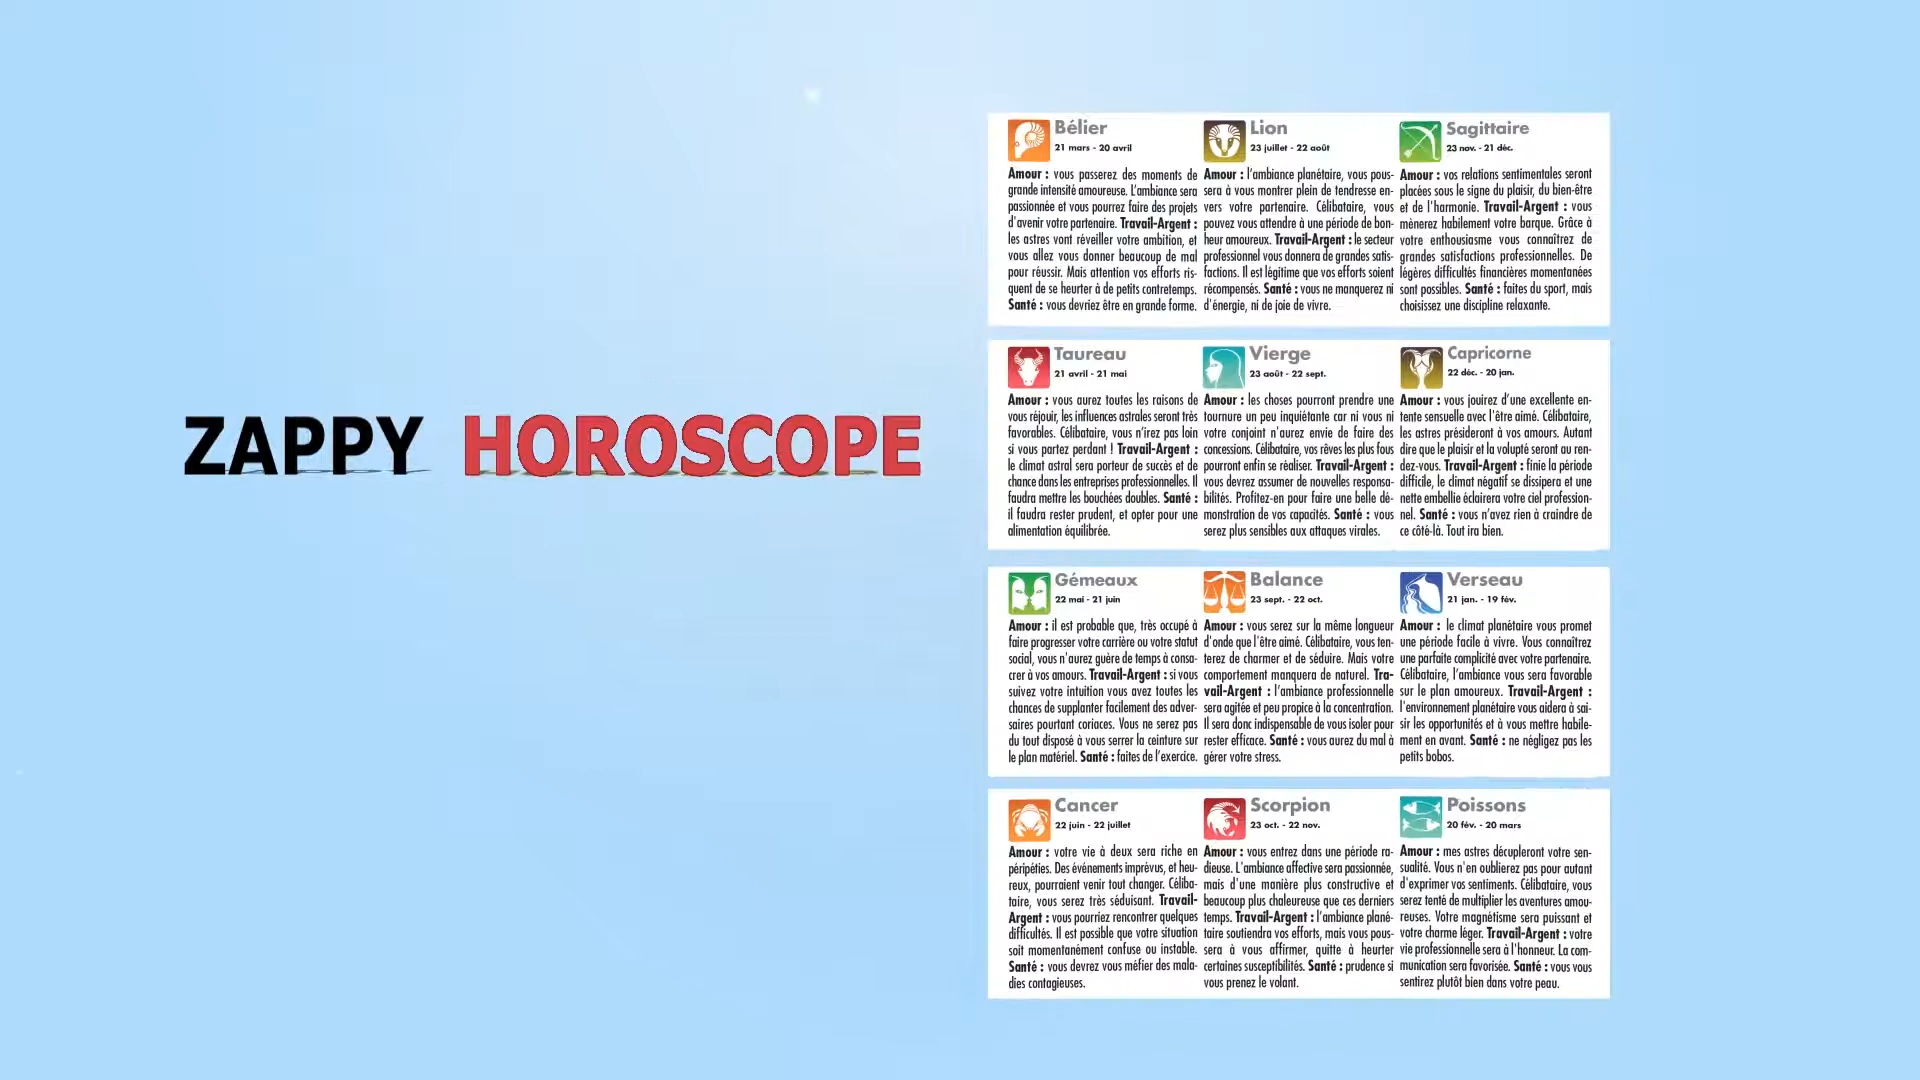 ZAPPY HOROSCOPE
Bélier
21 mars - 20 avril
Amour : vous passerez des moments de
grande intensité amoureuse. L'ambiance sera
passionnée et vous pourrez faire des projets
d'avenir votre partenaire. Travail-Argent :
les astres vont réveiller votre ambition, et
vous allez vous donner beaucoup de mal
pour réussir. Mais attention vos efforts ris-
quent de se heurter à de petits contretemps.
Santé : vous devriez être en grande forme.
Lion
23 juillet - 22 août
Amour : l'ambiance planétaire, vous pous-
sera à vous montrer plein de tendresse en-
vers votre partenaire. Célibataire, vous
pouvez vous attendre à une période de bon-
heur amoureux. Travail-Argent : le secteur
professionnel vous donnera de grandes satis-
factions. Il est légitime que vos efforts soient
récompensés. Santé : vous ne manquerez ni
d'énergie, ni de joie de vivre.
Sagittaire
23 nov. - 21 déc.
Amour : vos relations sentimentales seront
placées sous le signe du plaisir, du bien-être
et de l'harmonie. Travail-Argent : vous
mènerez habilement votre barque. Grâce à
votre enthousiasme vous connaîtrez de
grandes satisfactions professionnelles. De
légères difficultés financières momentanées
sont possibles. Santé : faites du sport, mais
choisissez une discipline relaxante.
Taureau
21 avril - 21 mai
Amour : vous aurez toutes les raisons de
vous réjouir, les influences astrales seront très
favorables. Célibataire, vous n'irez pas loin
si vous partez perdant ! Travail-Argent :
le climat astral sera porteur de succès et de
chance dans les entreprises professionnelles. Il
faudra mettre les bouchées doubles. Santé :
il faudra rester prudent, et opter pour une
alimentation équilibrée.
Vierge
23 août - 22 sept.
Amour : les choses pourront prendre une
tournure un peu inquiétante car ni vous ni
votre conjoint n'aurez envie de faire des
concessions. Célibataire, vos rêves les plus fous
pourront enfin se réaliser. Travail-Argent :
vous devrez assumer de nouvelles responsa-
bilités. Profitez-en pour faire une belle dé-
monstration de vos capacités. Santé : vous
serez plus sensibles aux attaques virales.
Capricorne
22 déc. - 20 jan.
Amour : vous jouirez d'une excellente en-
tente sensuelle avec l'être aimé. Célibataire,
les astres présideront à vos amours. Autant
dire que le plaisir et la volupté seront au ren-
dez-vous. Travail-Argent : finie la période
difficile, le climat négatif se dissipera et une
nette embellie éclairera votre ciel profession-
nel. Santé : vous n'avez rien à craindre de
ce côté-là. Tout ira bien.
Gémeaux
22 mai - 21 juin
Amour : il est probable que, très occupé à
faire progresser votre carrière ou votre statut
social, vous n'aurez guère de temps à consa-
crer à vos amours. Travail-Argent : si vous
suivez votre intuition vous avez toutes les
chances de supplanter facilement des adver-
saires pourtant coriaces. Vous ne serez pas
du tout disposé à vous serrer la ceinture sur
le plan matériel. Santé : faites de l'exercice.
Balance
23 sept. - 22 oct.
Amour : vous serez sur la même longueur
d'onde que l'être aimé. Célibataire, vous ten-
terez de charmer et de séduire. Mais votre
comportement manquera de naturel. Tra-
vail-Argent : l'ambiance professionnelle
sera agitée et peu propice à la concentration.
Il sera donc indispensable de vous isoler pour
rester efficace. Santé : vous aurez du mal à
gérer votre stress.
Verseau
21 jan. - 19 fév.
Amour : le climat planétaire vous promet
une période facile à vivre. Vous connaîtrez
une parfaite complicité avec votre partenaire.
Célibataire, l'ambiance vous sera favorable
sur le plan amoureux. Travail-Argent :
l'environnement planétaire vous aidera à sai-
sir les opportunités et à vous mettre habile-
ment en avant. Santé : ne négligez pas les
petits bobos.
Cancer
22 juin - 22 juillet
Amour : votre vie à deux sera riche en
péripéties. Des événements imprévus, et heu-
reux, pourraient venir tout changer. Céliba-
taire, vous serez très séduisant. Travail-
Argent : vous pourriez rencontrer quelques
difficultés. Il est possible que votre situation
soit momentanément confuse ou instable.
Santé : vous devrez vous méfier des mala-
dies contagieuses.
Scorpion
23 oct. - 22 nov.
Amour : vous entrez dans une période ra-
dieuse. L'ambiance affective sera passionnée,
mais d'une manière plus constructive et
beaucoup plus chaleureuse que ces derniers
temps. Travail-Argent : l'ambiance plané-
taire soutiendra vos efforts, mais vous pous-
sera à vous affirmer, quitte à heurter
certaines susceptibilités. Santé : prudence si
vous prenez le volant.
Poissons
20 fév. - 20 mars
Amour : mes astres décupleront votre sen-
sualité. Vous n'en oublierez pas pour autant
d'exprimer vos sentiments. Célibataire, vous
serez tenté de multiplier les aventures amou-
reuses. Votre magnétisme sera puissant et
votre charme léger. Travail-Argent : votre
vie professionnelle sera à l'honneur. La com-
munication sera favorisée. Santé : vous vous
sentirez plutôt bien dans votre peau.